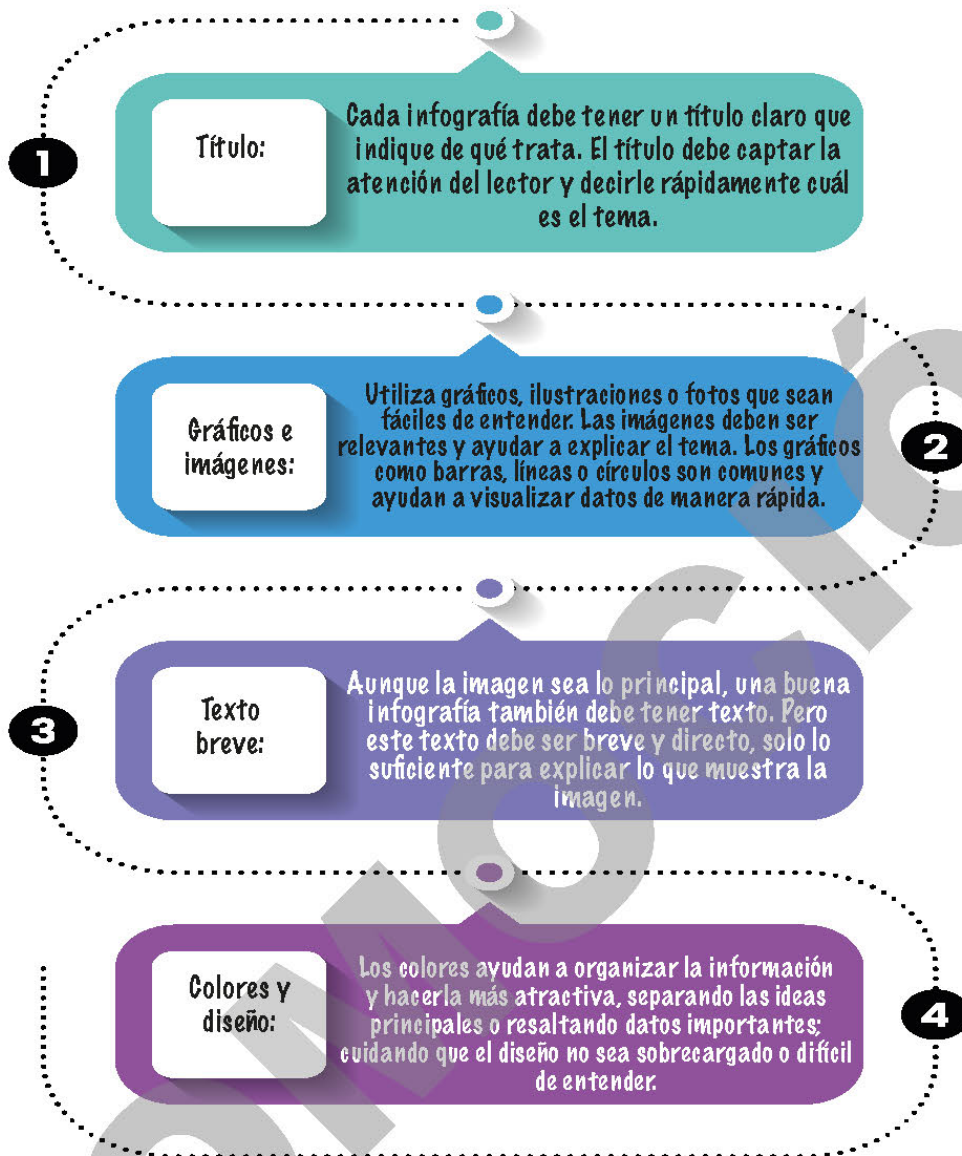 1
Título:
Cada infografía debe tener un título claro que
indique de qué trata. El título debe captar la
atención del lector y decirle rápidamente cuál
es el tema.
Gráficos e
imágenes:
Utiliza gráficos, ilustraciones o fotos que sean
fáciles de entender. Las imágenes deben ser
relevantes y ayudar a explicar el tema. Los gráficos
como barras, líneas o círculos son comunes y
ayudan a visualizar datos de manera rápida.
2
3
Texto
breve:
Aunque la imagen sea lo principal, una buena
infografía también debe tener texto. Pero
este texto debe ser breve y directo, solo lo
suficiente para explicar lo que muestra la
imagen.
Colores y
diseño:
Los colores ayudan a organizar la información
y hacerla más atractiva, separando las ideas
principales o resaltando datos importantes;
cuidando que el diseño no sea sobrecargado o difícil
de entender.
4